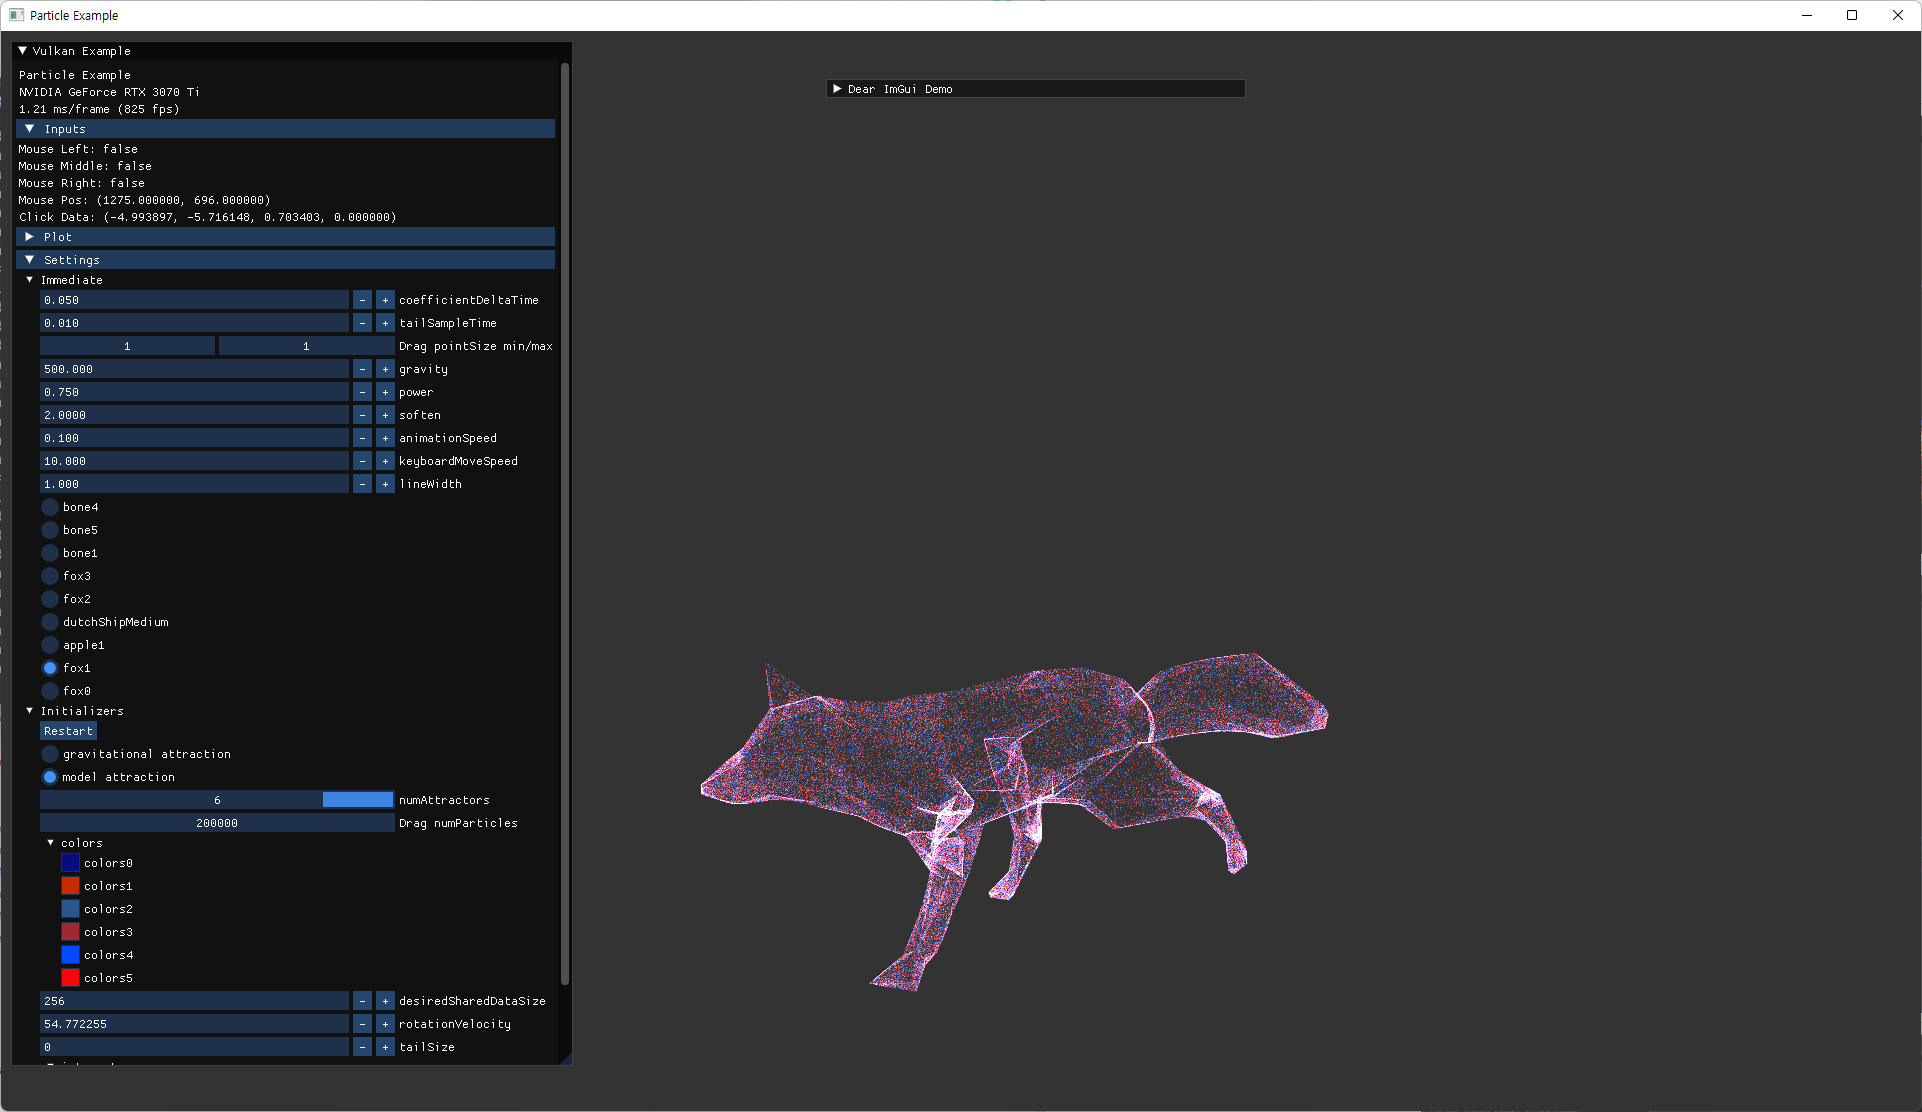 Particle Example
Vulkan Example
Particle Example
NVIDIA GeForce RTX 3070 Ti
1.21 ms/frame (825 fps)
Inputs
Mouse Left: false
Mouse Middle: false
Mouse Right: false
Mouse Pos: (1275.000000, 696.000000)
Click Data: (-4.993897, -5.716148, 0.703403, 0.000000)
Plot
Settings
Immediate
0.050 - + coefficientDeltaTime
0.010 - + tailSampleTime
1 1 Drag pointSize min/max
500.000 - + gravity
0.750 - + power
2.0000 - + soften
0.100 - + animationSpeed
10.000 - + keyboardMoveSpeed
1.000 - + lineWidth
bone4
bone5
bone1
fox3
fox2
dutchShipMedium
apple1
fox1
fox0
Initializers
Restart
gravitational attraction
model attraction
6 numAttractors
200000 Drag numParticles
colors
colors0
colors1
colors2
colors3
colors4
colors5
256 - + desiredSharedDataSize
54.772255 - + rotationVelocity
0 - + tailSize
Dear ImGui Demo